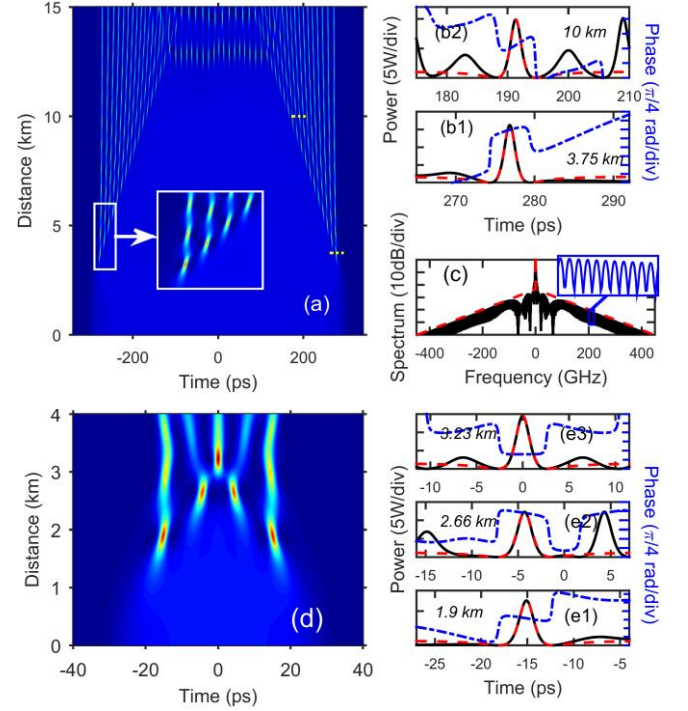 15
10
5
0
Distance (km)
(a)
-200
0
200
Time (ps)
(b2)
10 km
180
190
200
210
(b1)
3.75 km
270
280
290
Time (ps)
Power (5W/div)
Phase (π/4 rad/div)
(c)
Spectrum (10dB/div)
-400
-200
0
200
400
Frequency (GHz)
4
3
2
1
0
Distance (km)
(d)
-40
-20
0
20
40
Time (ps)
3.23 km
(e3)
-10
-5
0
5
10
2.66 km
(e2)
-15
-10
-5
0
5
1.9 km
(e1)
-25
-20
-15
-10
-5
Time (ps)
Power (5W/div)
Phase (π/4 rad/div)